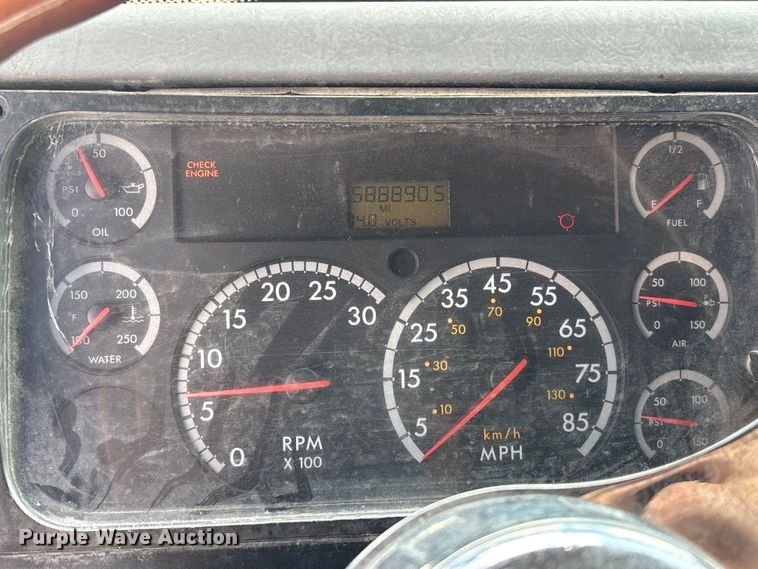 50
PSI
0 100
OIL
CHECK
ENGINE
588890.5
MI
4.0 VOLTS
1/2
E F
FUEL
150 200
°F
100 250
WATER
0 5 10 15 20 25 30
RPM
X 100
5 15 25 35 45 55 65 75 85
10 30 50 70 90 110 130
km/h
MPH
50 100
PSI
0 150
AIR
50 100
PSI
0 150
Purple Wave Auction